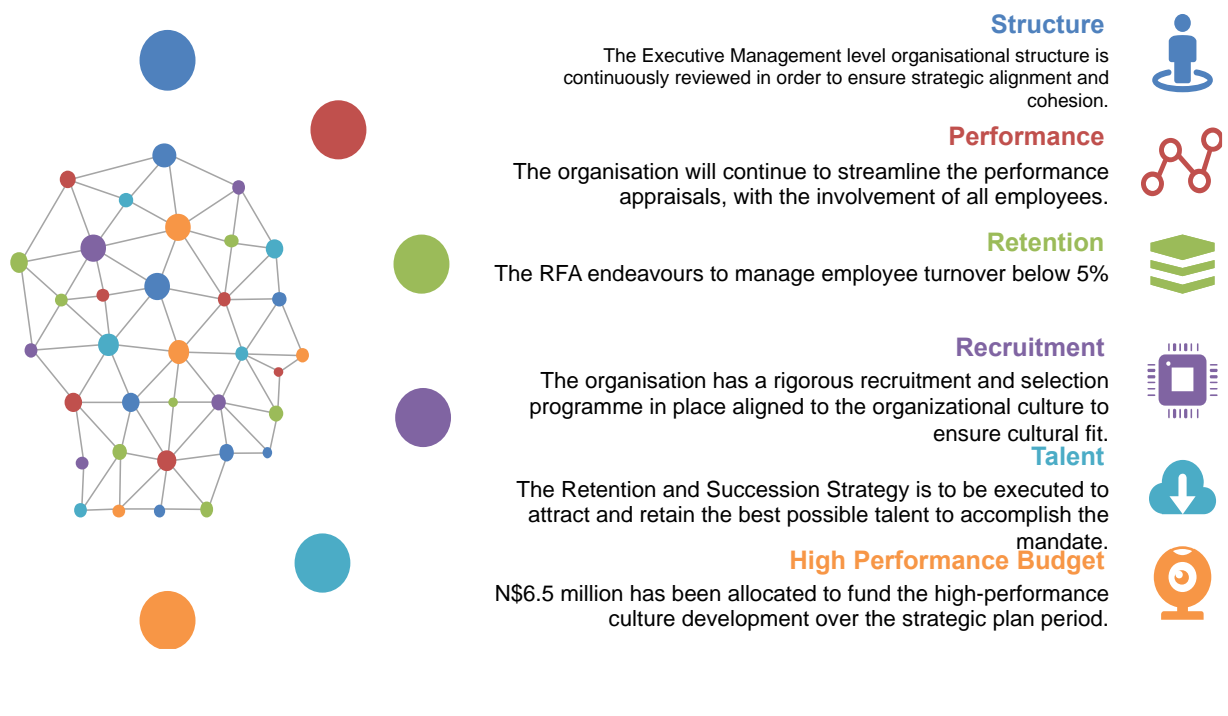 Structure
The Executive Management level organisational structure is
continuously reviewed in order to ensure strategic alignment and
cohesion.
Performance
The organisation will continue to streamline the performance
appraisals, with the involvement of all employees.
Retention
The RFA endeavours to manage employee turnover below 5%
Recruitment
The organisation has a rigorous recruitment and selection
programme in place aligned to the organizational culture to
ensure cultural fit.
Talent
The Retention and Succession Strategy is to be executed to
attract and retain the best possible talent to accomplish the
mandate.
High Performance Budget
N$6.5 million has been allocated to fund the high-performance
culture development over the strategic plan period.